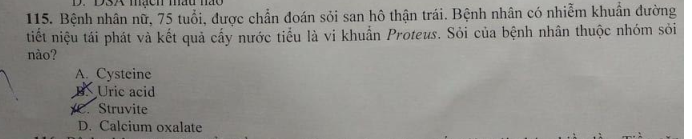 D. DSA mạch máu não
115. Bệnh nhân nữ, 75 tuổi, được chẩn đoán sỏi san hô thận trái. Bệnh nhân có nhiễm khuẩn đường
tiết niệu tái phát và kết quả cấy nước tiểu là vi khuẩn Proteus. Sỏi của bệnh nhân thuộc nhóm sỏi
nào?
A. Cysteine
B. Uric acid
C. Struvite
D. Calcium oxalate